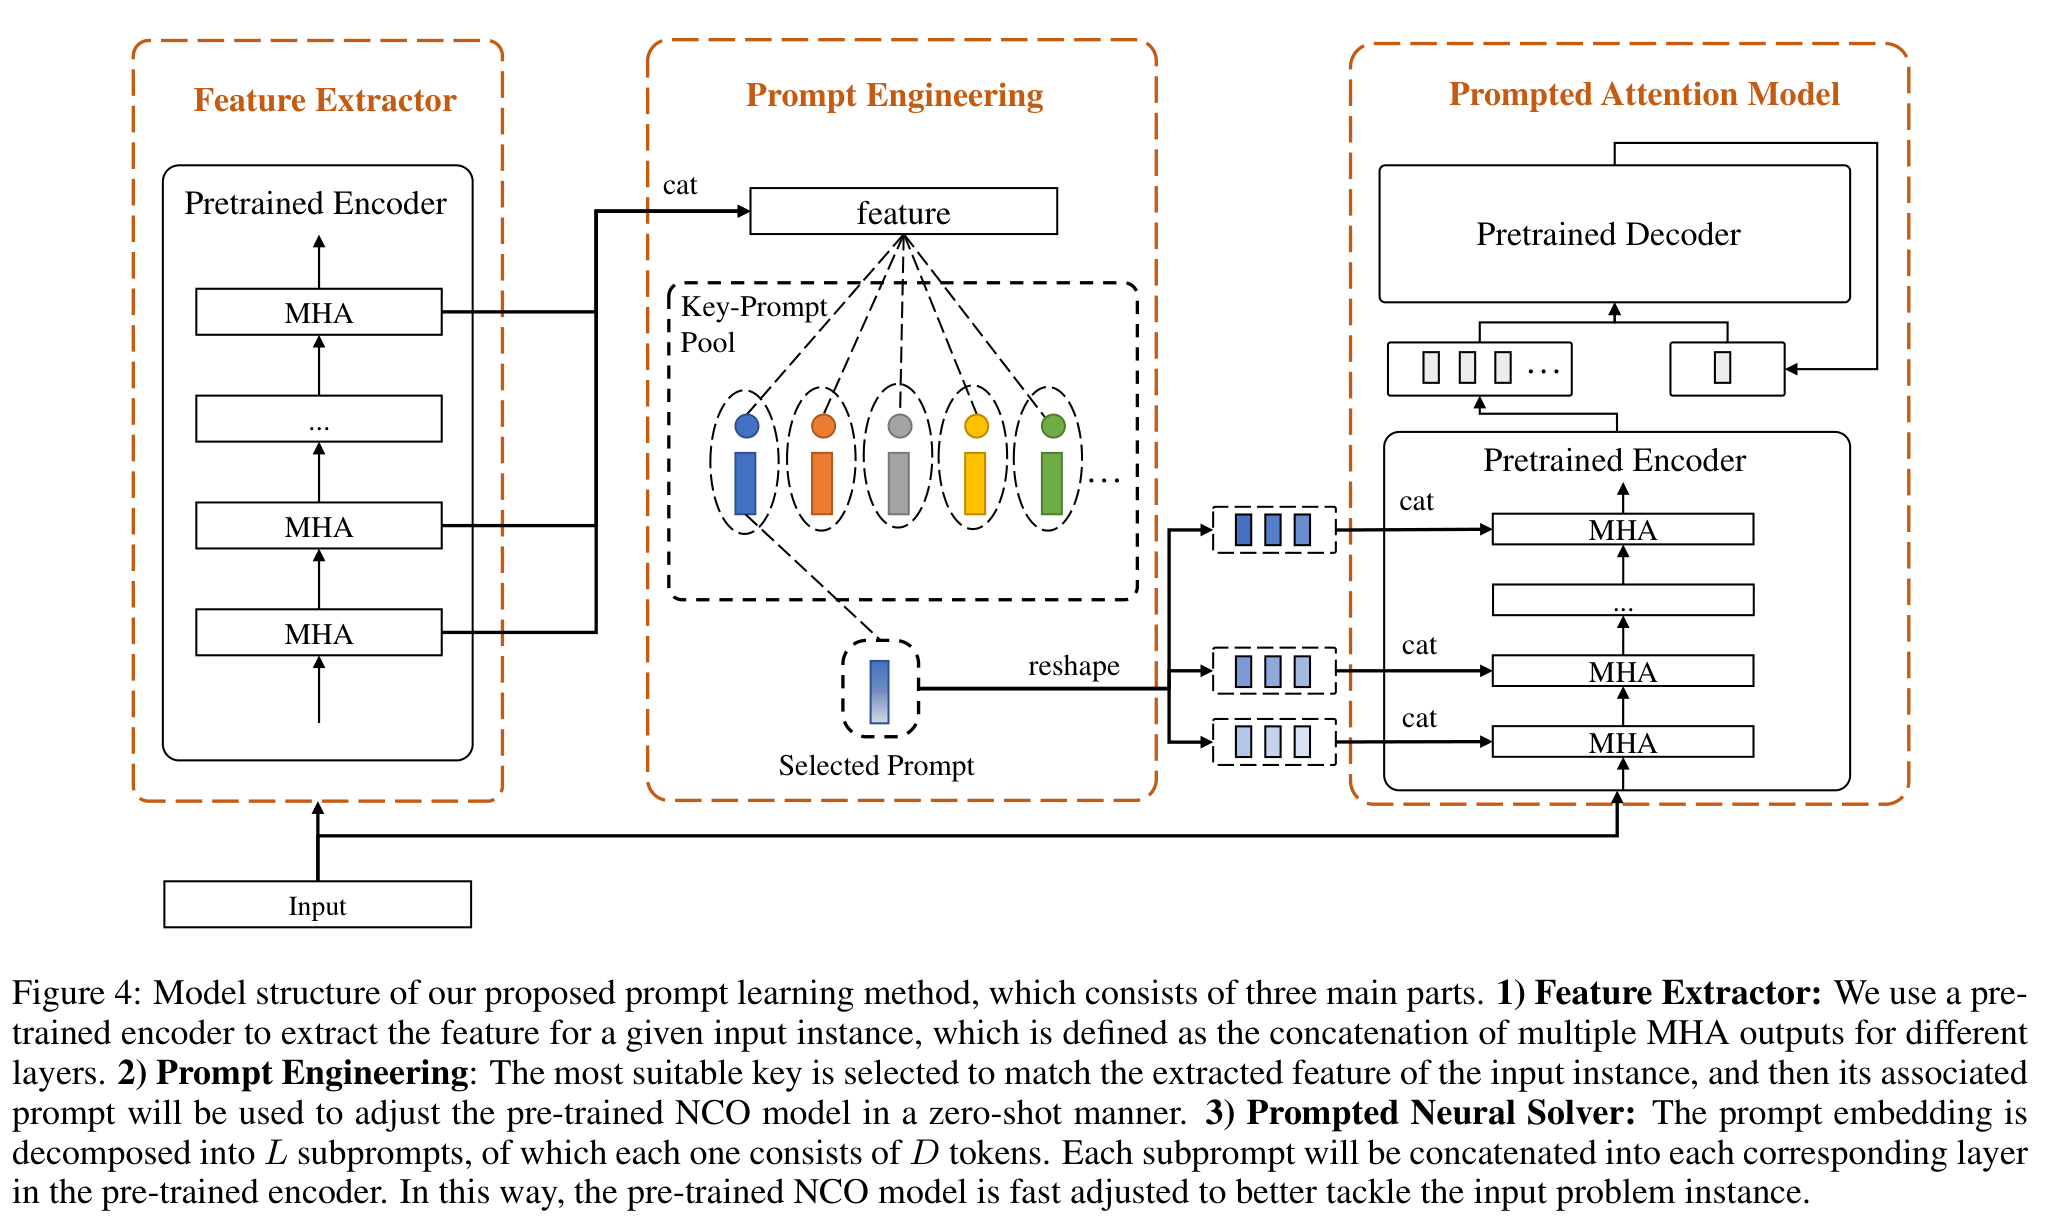 Feature Extractor
Pretrained Encoder
MHA
...
MHA
MHA
Input
Prompt Engineering
cat
feature
Key-Prompt
Pool
...
Selected Prompt
reshape
Prompted Attention Model
Pretrained Decoder
...
Pretrained Encoder
cat
MHA
...
cat
MHA
cat
MHA
Figure 4: Model structure of our proposed prompt learning method, which consists of three main parts. 1) Feature Extractor: We use a pre-
trained encoder to extract the feature for a given input instance, which is defined as the concatenation of multiple MHA outputs for different
layers. 2) Prompt Engineering: The most suitable key is selected to match the extracted feature of the input instance, and then its associated
prompt will be used to adjust the pre-trained NCO model in a zero-shot manner. 3) Prompted Neural Solver: The prompt embedding is
decomposed into L subprompts, of which each one consists of D tokens. Each subprompt will be concatenated into each corresponding layer
in the pre-trained encoder. In this way, the pre-trained NCO model is fast adjusted to better tackle the input problem instance.